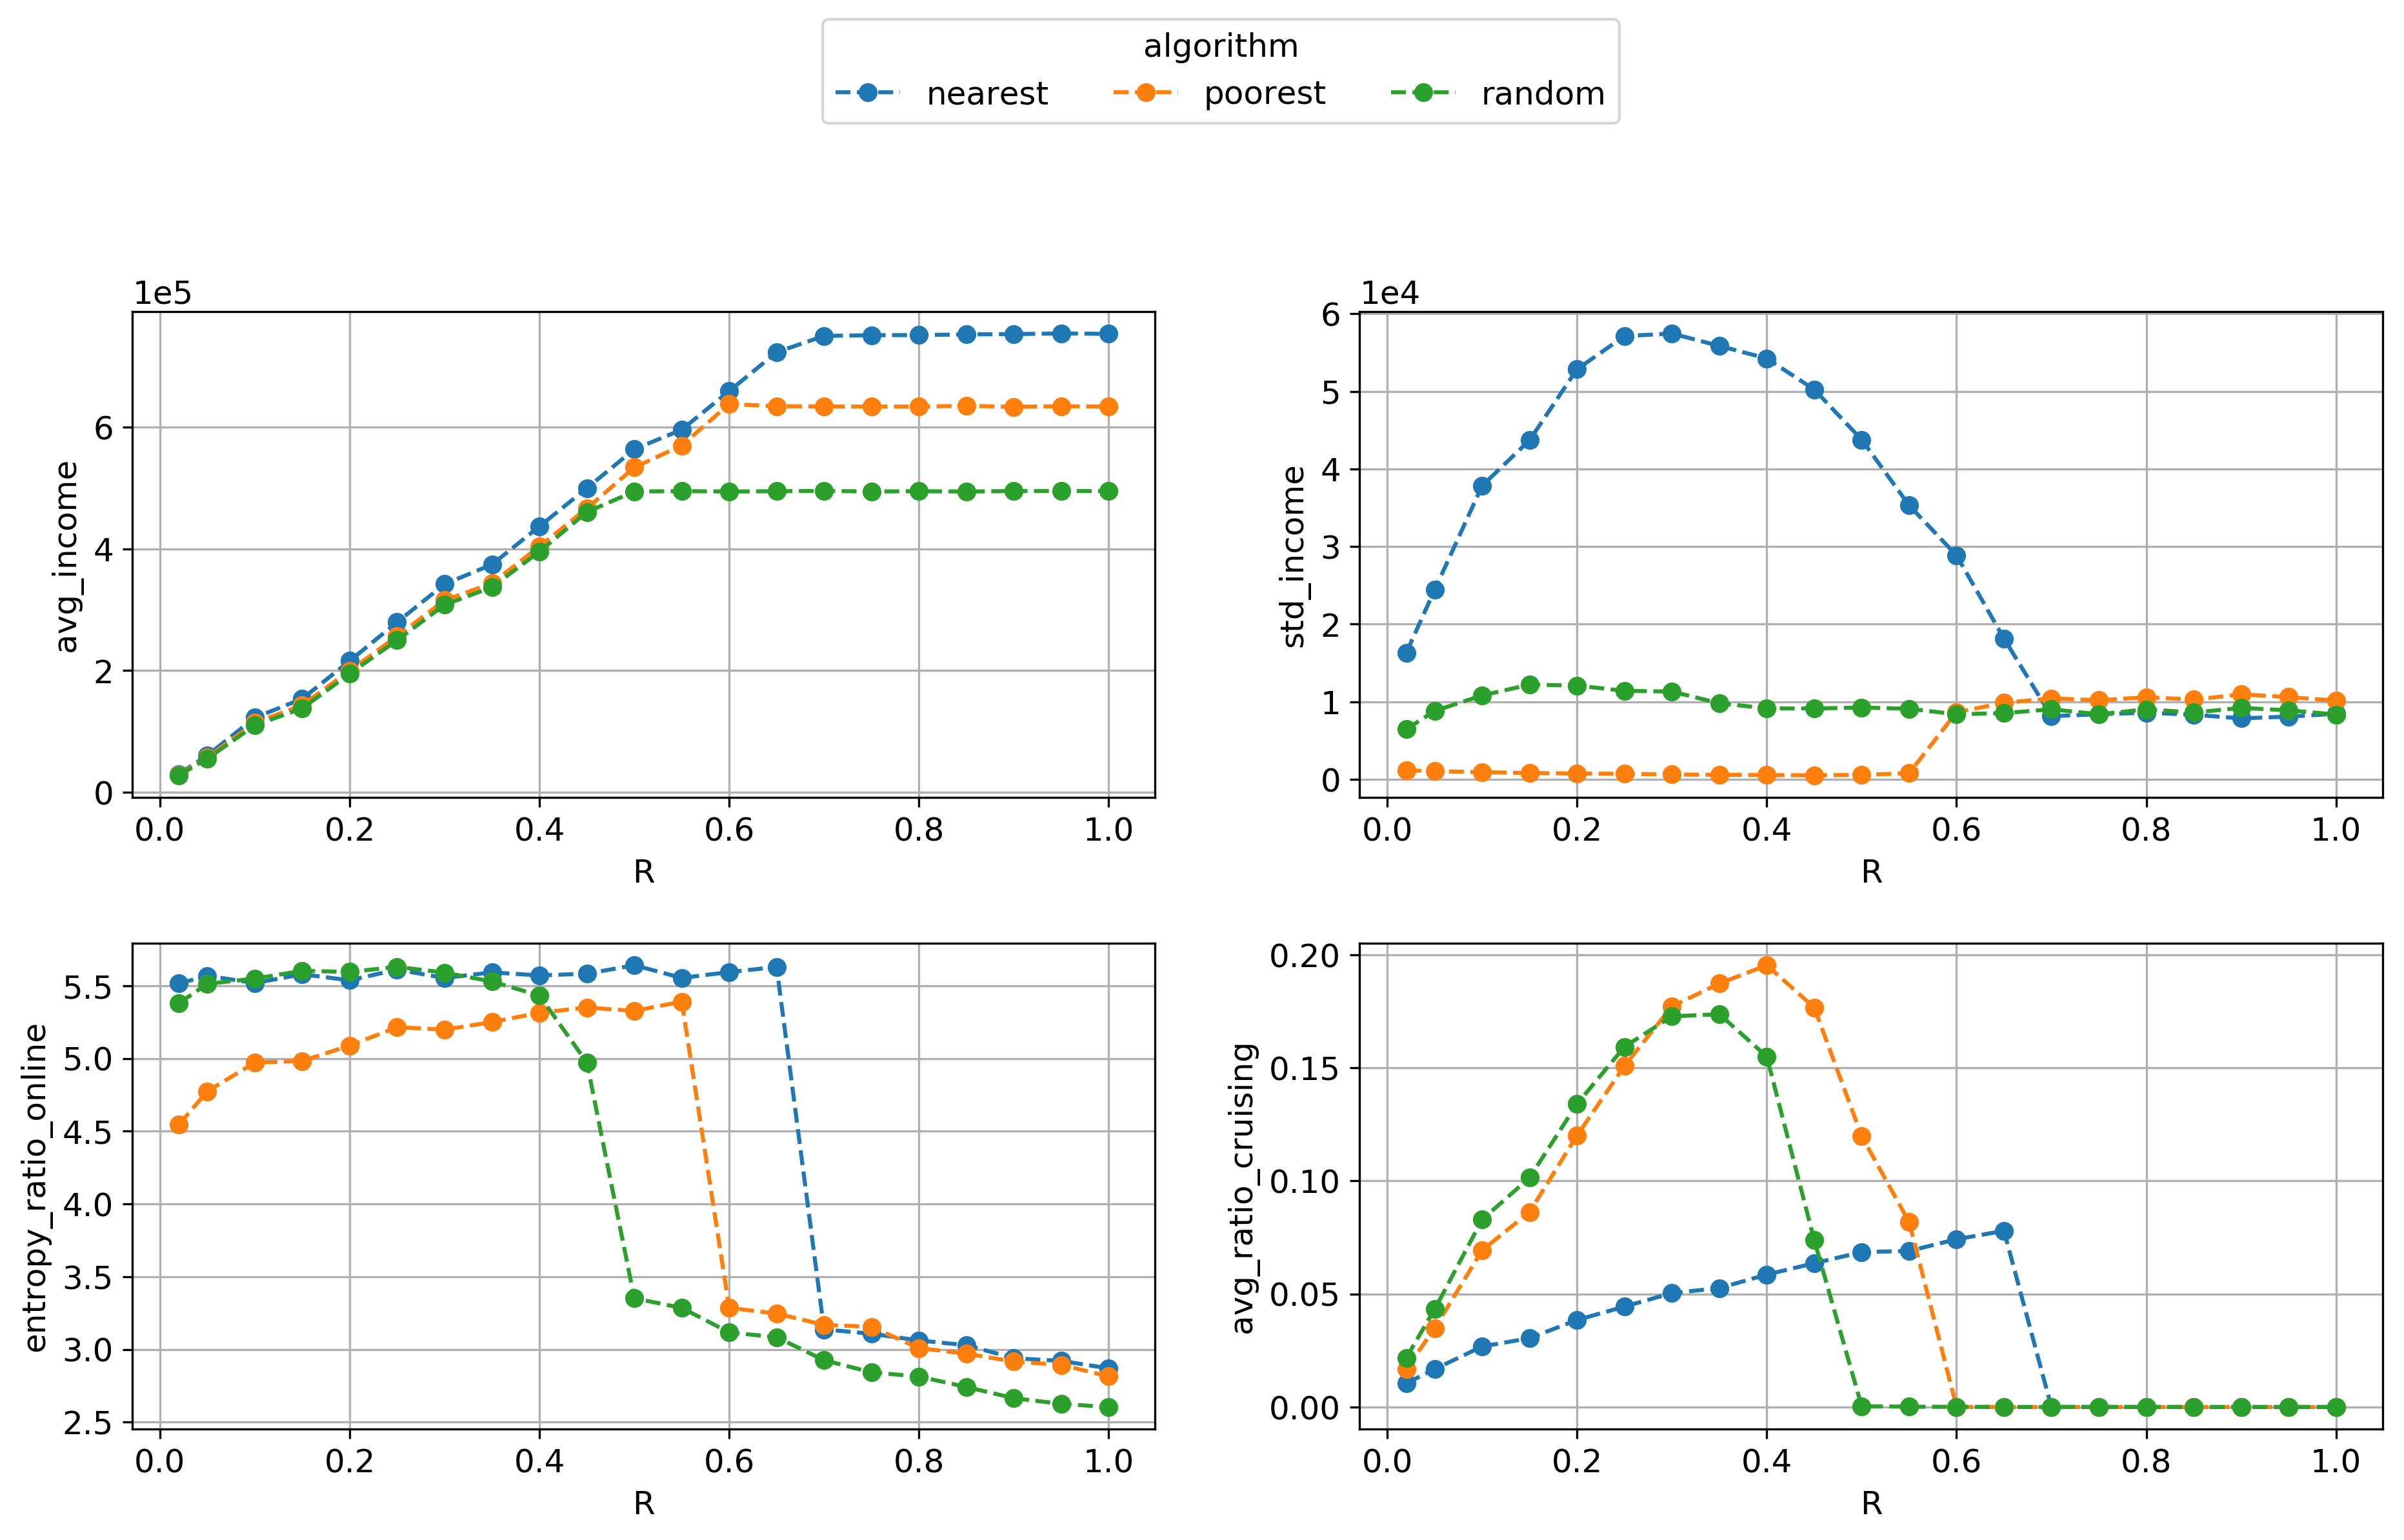 algorithm
nearest poorest random
1e5
6
4
2
0
avg_income
0.0 0.2 0.4 0.6 0.8 1.0
R
1e4
6
5
4
3
2
1
0
std_income
0.0 0.2 0.4 0.6 0.8 1.0
R
5.5
5.0
4.5
4.0
3.5
3.0
2.5
entropy_ratio_online
0.0 0.2 0.4 0.6 0.8 1.0
R
0.20
0.15
0.10
0.05
0.00
avg_ratio_cruising
0.0 0.2 0.4 0.6 0.8 1.0
R